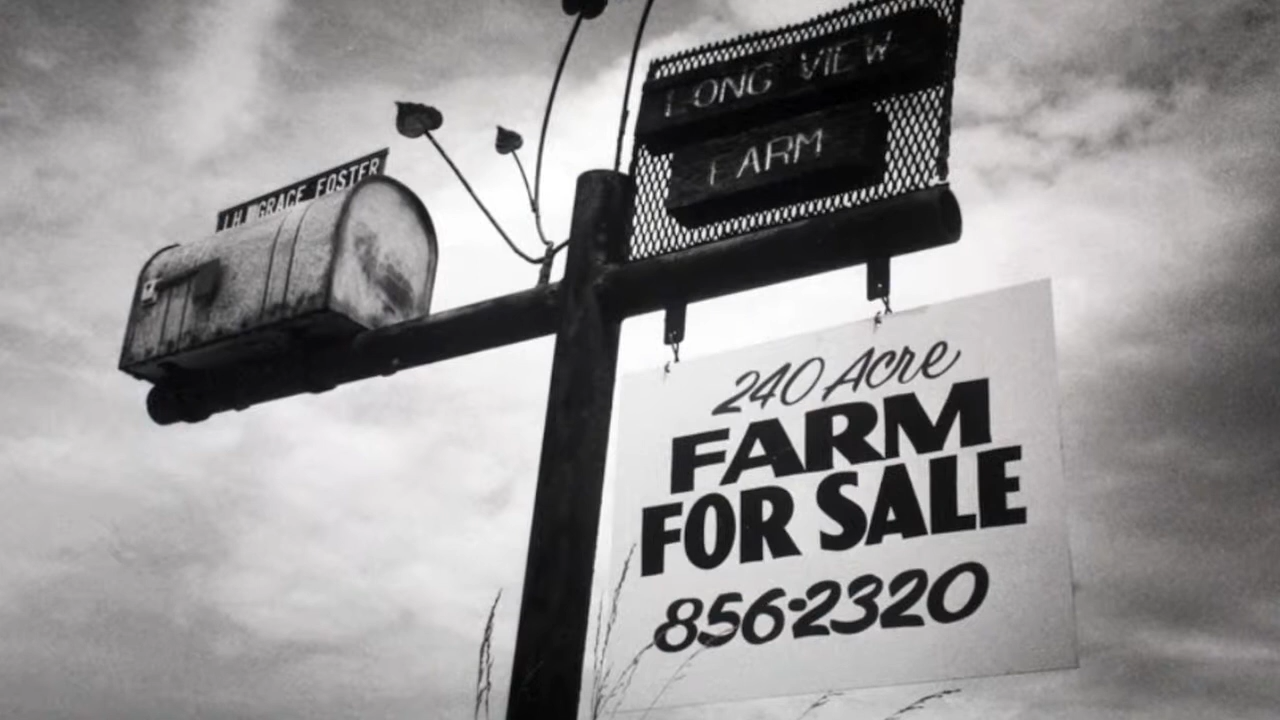 J.H. GRACE FOSTER
LONG VIEW
FARM
240 Acre
FARM
FOR SALE
856-2320